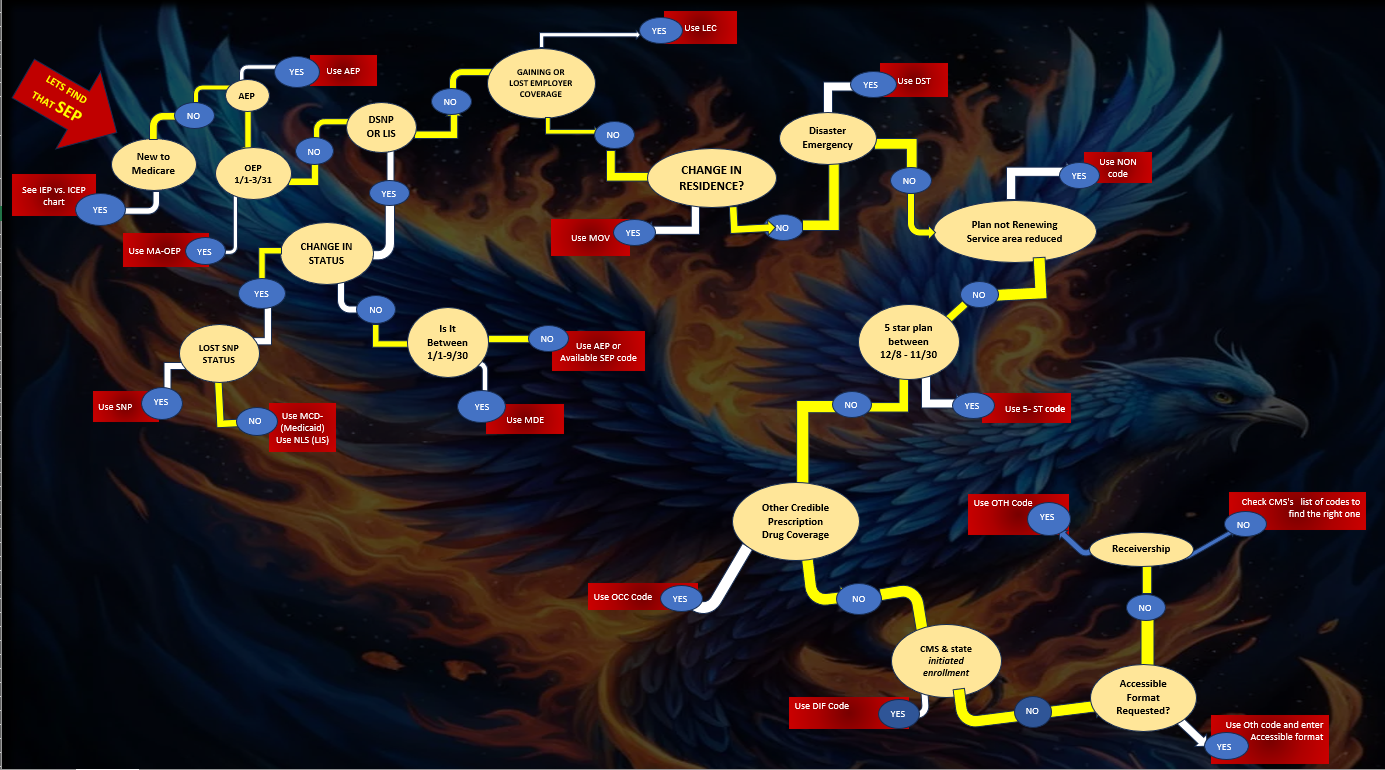 LETS FIND
THAT SEP
New to
Medicare
YES
See IEP vs. ICEP
chart
NO
AEP
YES
Use AEP
OEP
1/1-3/31
YES
Use MA-OEP
NO
DSNP
OR LIS
YES
CHANGE IN
STATUS
YES
LOST SNP
STATUS
YES
Use SNP
NO
Use MCD-
(Medicaid)
Use NLS (LIS)
NO
Is It
Between
1/1-9/30
NO
Use AEP or
Available SEP code
YES
Use MDE
NO
GAINING OR
LOST EMPLOYER
COVERAGE
YES
Use LEC
NO
CHANGE IN
RESIDENCE?
YES
Use MOV
NO
Disaster
Emergency
YES
Use DST
NO
Plan not Renewing
Service area reduced
YES
Use NON
code
NO
5 star plan
between
12/8 - 11/30
YES
Use 5- ST code
NO
Other Credible
Prescription
Drug Coverage
YES
Use OCC Code
NO
CMS & state
initiated
enrollment
YES
Use DIF Code
NO
Accessible
Format
Requested?
YES
Use Oth code and enter
Accessible format
NO
Receivership
YES
Use OTH Code
NO
Check CMS's list of codes to
find the right one